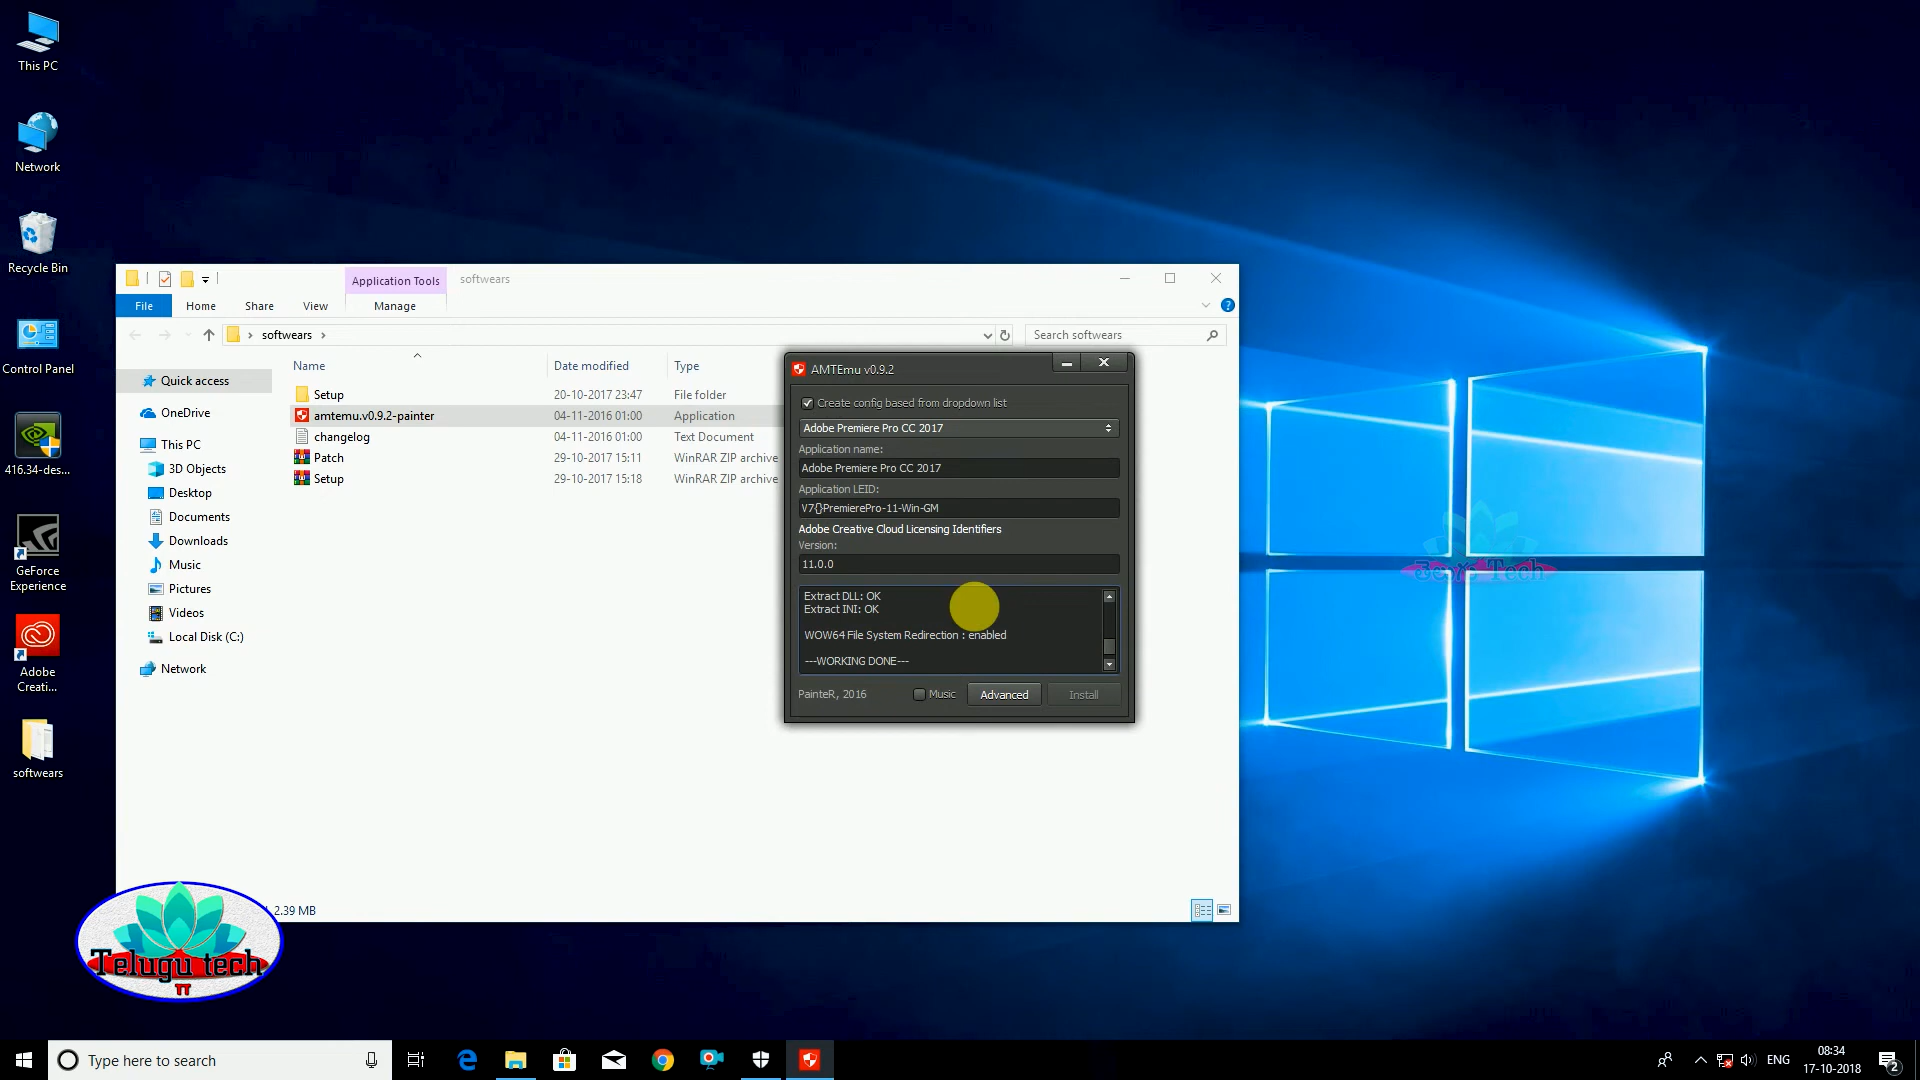 This PC
Network
Recycle Bin
Control Panel
416.34-des...
GeForce
Experience
Adobe
Creati...
softwears
Application Tools
softwears
File
Home
Share
View
Manage
softwears
Search softwears
Name
Date modified
Type
Quick access
OneDrive
This PC
3D Objects
Desktop
Documents
Downloads
Music
Pictures
Videos
Local Disk (C:)
Network
Setup
20-10-2017 23:47
File folder
amtemu.v0.9.2-painter
04-11-2016 01:00
Application
changelog
04-11-2016 01:00
Text Document
Patch
29-10-2017 15:11
WinRAR ZIP archive
Setup
29-10-2017 15:18
WinRAR ZIP archive
2.39 MB
AMTEmu v0.9.2
Create config based from dropdown list
Adobe Premiere Pro CC 2017
Application name:
Adobe Premiere Pro CC 2017
Application LEID:
V7{}PremierePro-11-Win-GM
Adobe Creative Cloud Licensing Identifiers
Version:
11.0.0
Extract DLL: OK
Extract INI: OK
WOW64 File System Redirection : enabled
---WORKING DONE---
PainteR, 2016
Music
Advanced
Install
Telugu tech
TT
Type here to search
ENG
08:34
17-10-2018
2